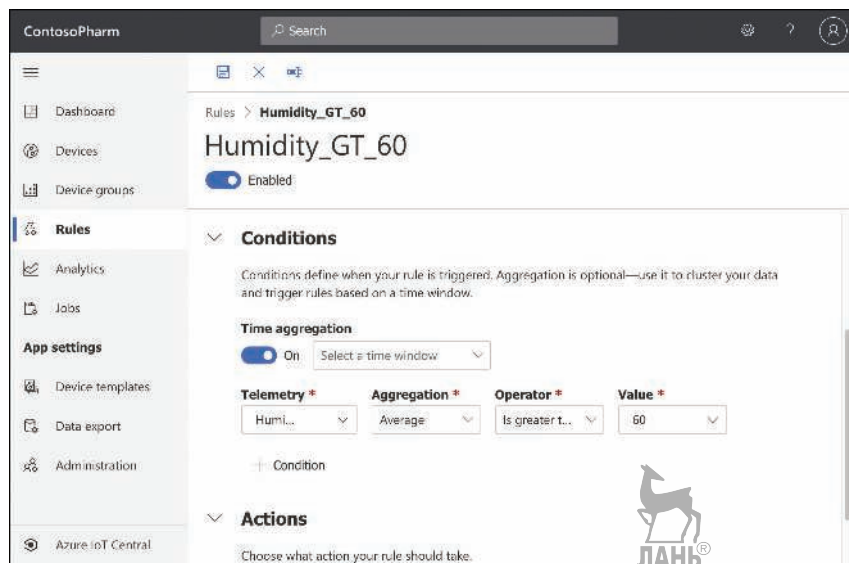 ContosoPharm
Search
?
Dashboard
Devices
Device groups
Rules
Analytics
Jobs
App settings
Device templates
Data export
Administration
Azure IoT Central
Rules > Humidity_GT_60
Humidity_GT_60
Enabled
Conditions
Conditions define when your rule is triggered. Aggregation is optional—use it to cluster your data
and trigger rules based on a time window.
Time aggregation
On Select a time window
Telemetry * Aggregation * Operator * Value *
Humi... Average Is greater t... 60
+ Condition
Actions
Choose what action your rule should take.
ЛАНЬ®